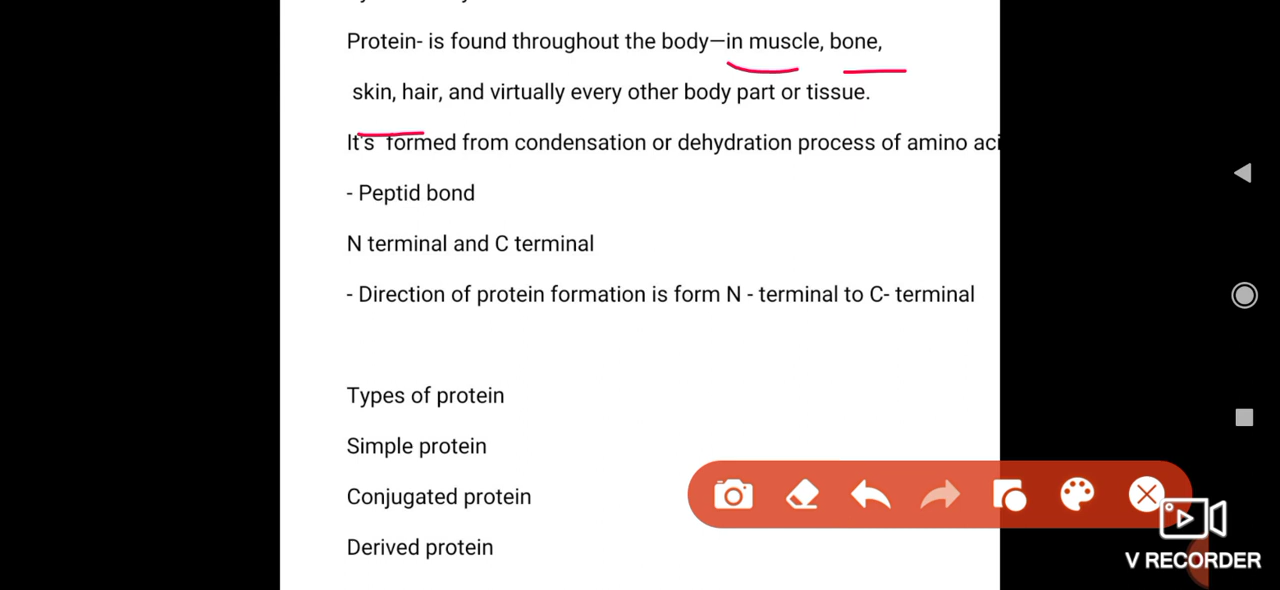 Protein- is found throughout the body—in muscle, bone,
skin, hair, and virtually every other body part or tissue.
It's formed from condensation or dehydration process of amino aci
- Peptid bond
N terminal and C terminal
- Direction of protein formation is form N - terminal to C- terminal
Types of protein
Simple protein
Conjugated protein
Derived protein
V RECORDER